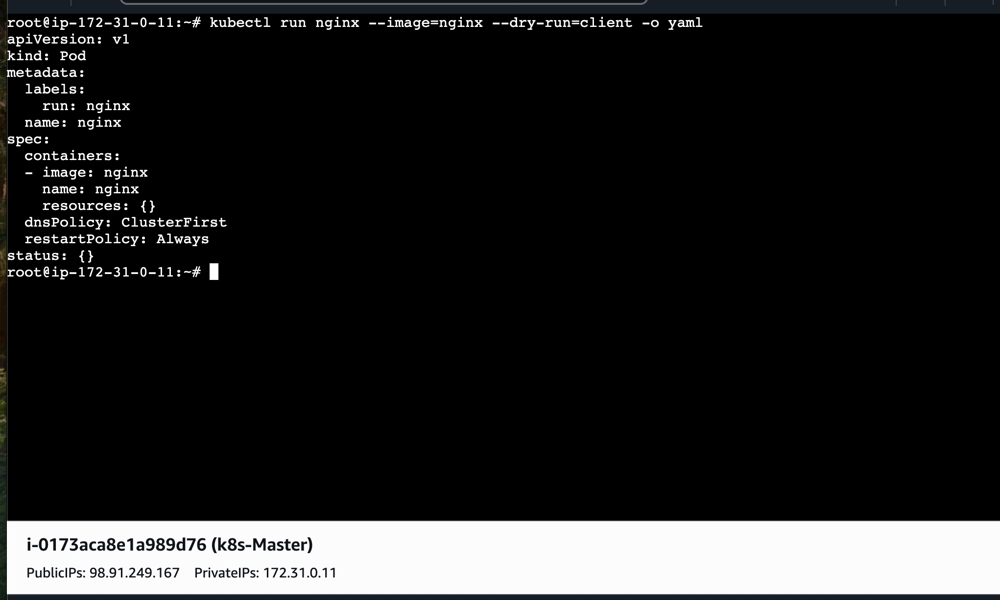 root@ip-172-31-0-11:~# kubectl run nginx --image=nginx --dry-run=client -o yaml
apiVersion: v1
kind: Pod
metadata:
  labels:
    run: nginx
  name: nginx
spec:
  containers:
  - image: nginx
    name: nginx
    resources: {}
  dnsPolicy: ClusterFirst
  restartPolicy: Always
status: {}
root@ip-172-31-0-11:~#
i-0173aca8e1a989d76 (k8s-Master)
PublicIPs: 98.91.249.167    PrivateIPs: 172.31.0.11